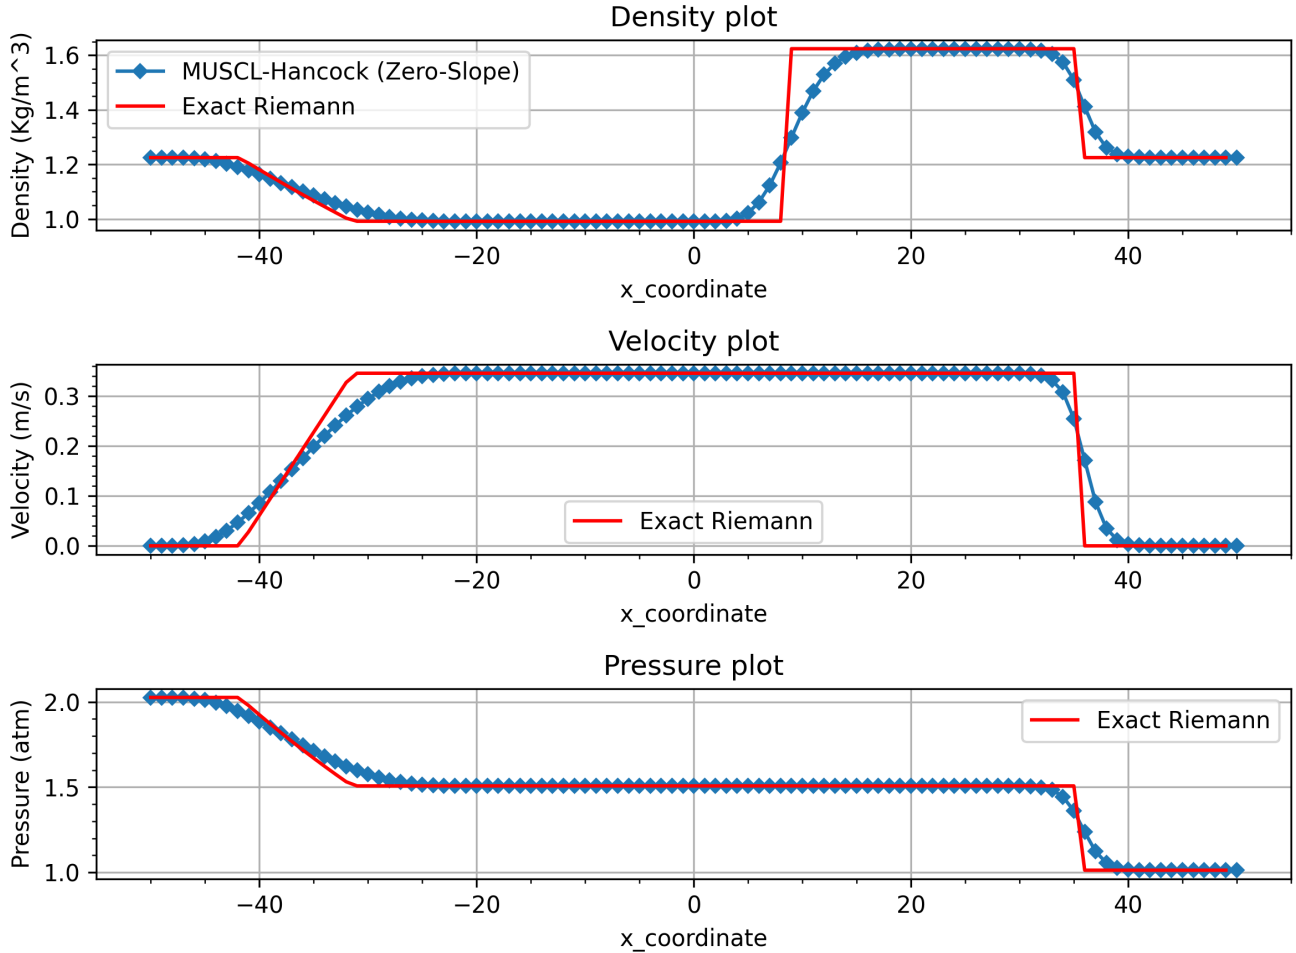 Density plot
Density (Kg/m^3)
1.6
1.4
1.2
1.0
MUSCL-Hancock (Zero-Slope)
Exact Riemann
−40 −20 0 20 40
x_coordinate
Velocity plot
Velocity (m/s)
0.3
0.2
0.1
0.0
Exact Riemann
−40 −20 0 20 40
x_coordinate
Pressure plot
Pressure (atm)
2.0
1.5
1.0
Exact Riemann
−40 −20 0 20 40
x_coordinate